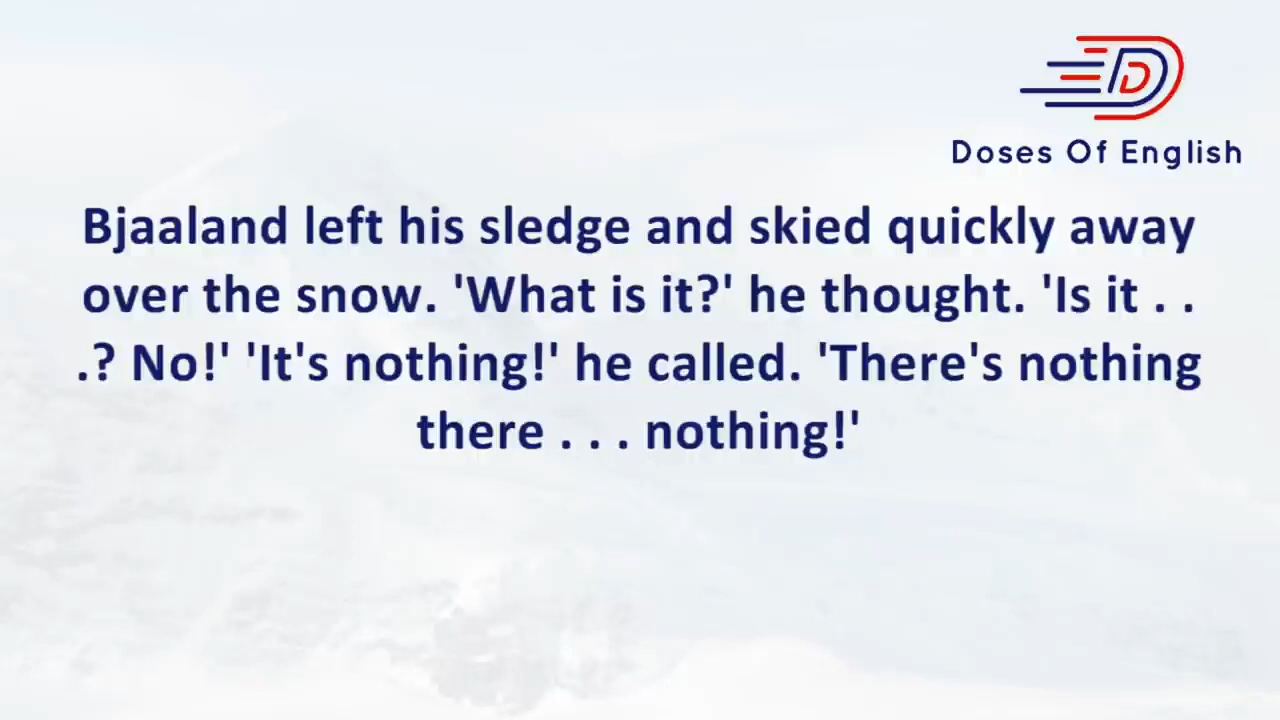 Doses Of English
Bjaaland left his sledge and skied quickly away
over the snow. 'What is it?' he thought. 'Is it . .
.? No!' 'It's nothing!' he called. 'There's nothing
there . . . nothing!'